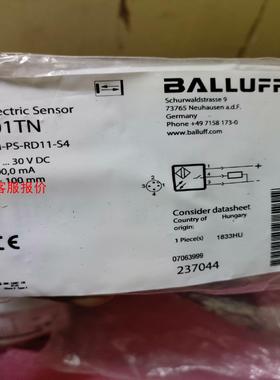 BALLUFF
Schurwaldstrasse 9
73765 Neuhausen a.d.F.
Germany
Phone +49 7158 173-0
www.balluff.com
ectric Sensor
01TN
-PS-RD11-S4
... 30 V DC
00,0 mA
100 mm
客服报价
Consider datasheet
Country of origin: Hungary
1 Piece(s) 1833HU
07063999
237044
CE